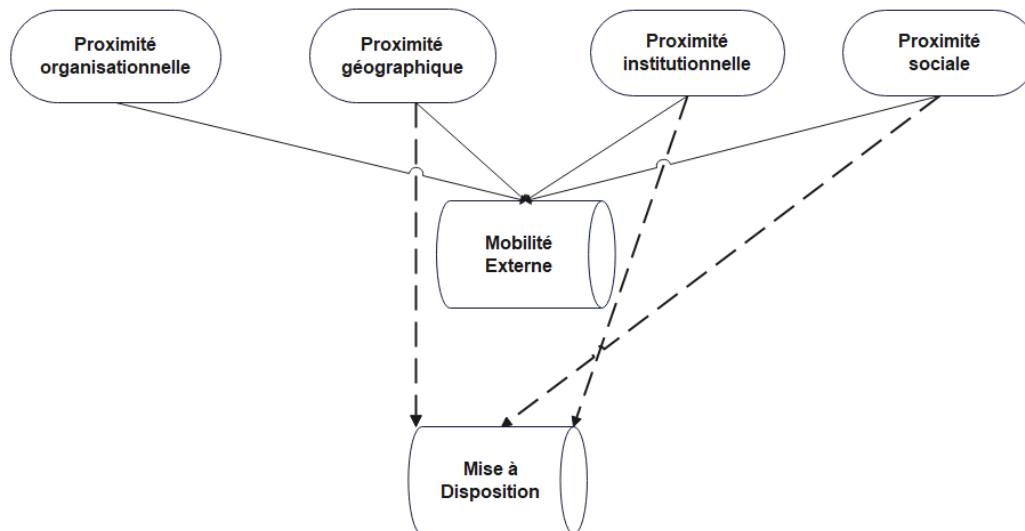 Proximité
organisationnelle
Proximité
géographique
Proximité
institutionnelle
Proximité
sociale
Mobilité
Externe
Mise à
Disposition